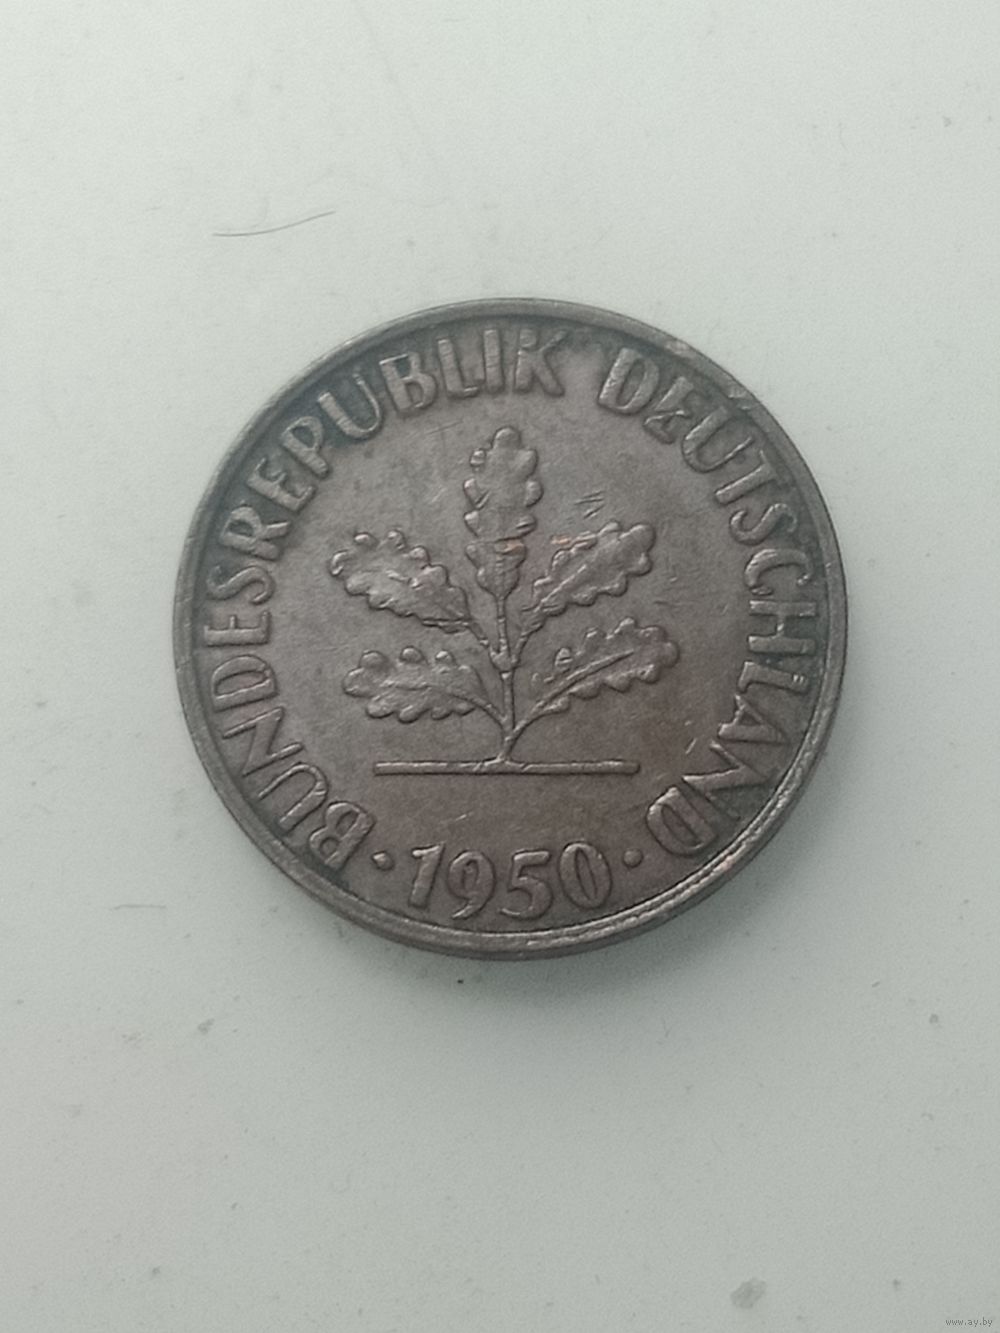 BUNDESREPUBLIK DEUTSCHLAND
· 1950 ·
www.ay.by